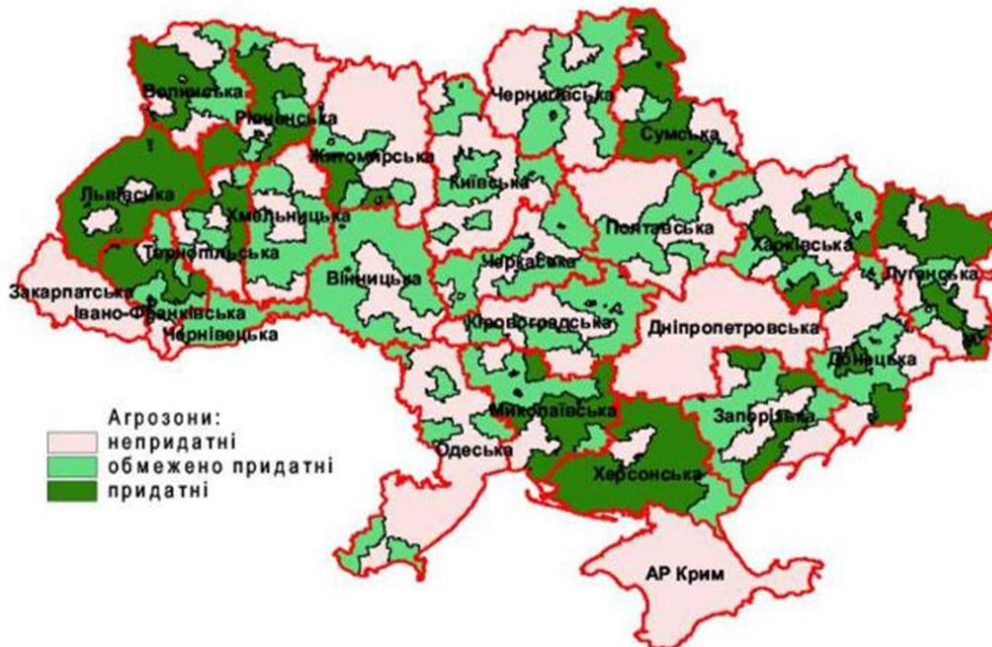 Волинська
Рівненська
Житомирська
Чернігівська
Сумська
Київська
Львівська
Хмельницька
Тернопільська
Полтавська
Харківська
Луганська
Закарпатська
Івано-Франківська
Чернівецька
Вінницька
Черкаська
Кіровоградська
Дніпропетровська
Донецька
Запорізька
Миколаївська
Одеська
Херсонська
АР Крим
Агрозони:
непридатні
обмежено придатні
придатні